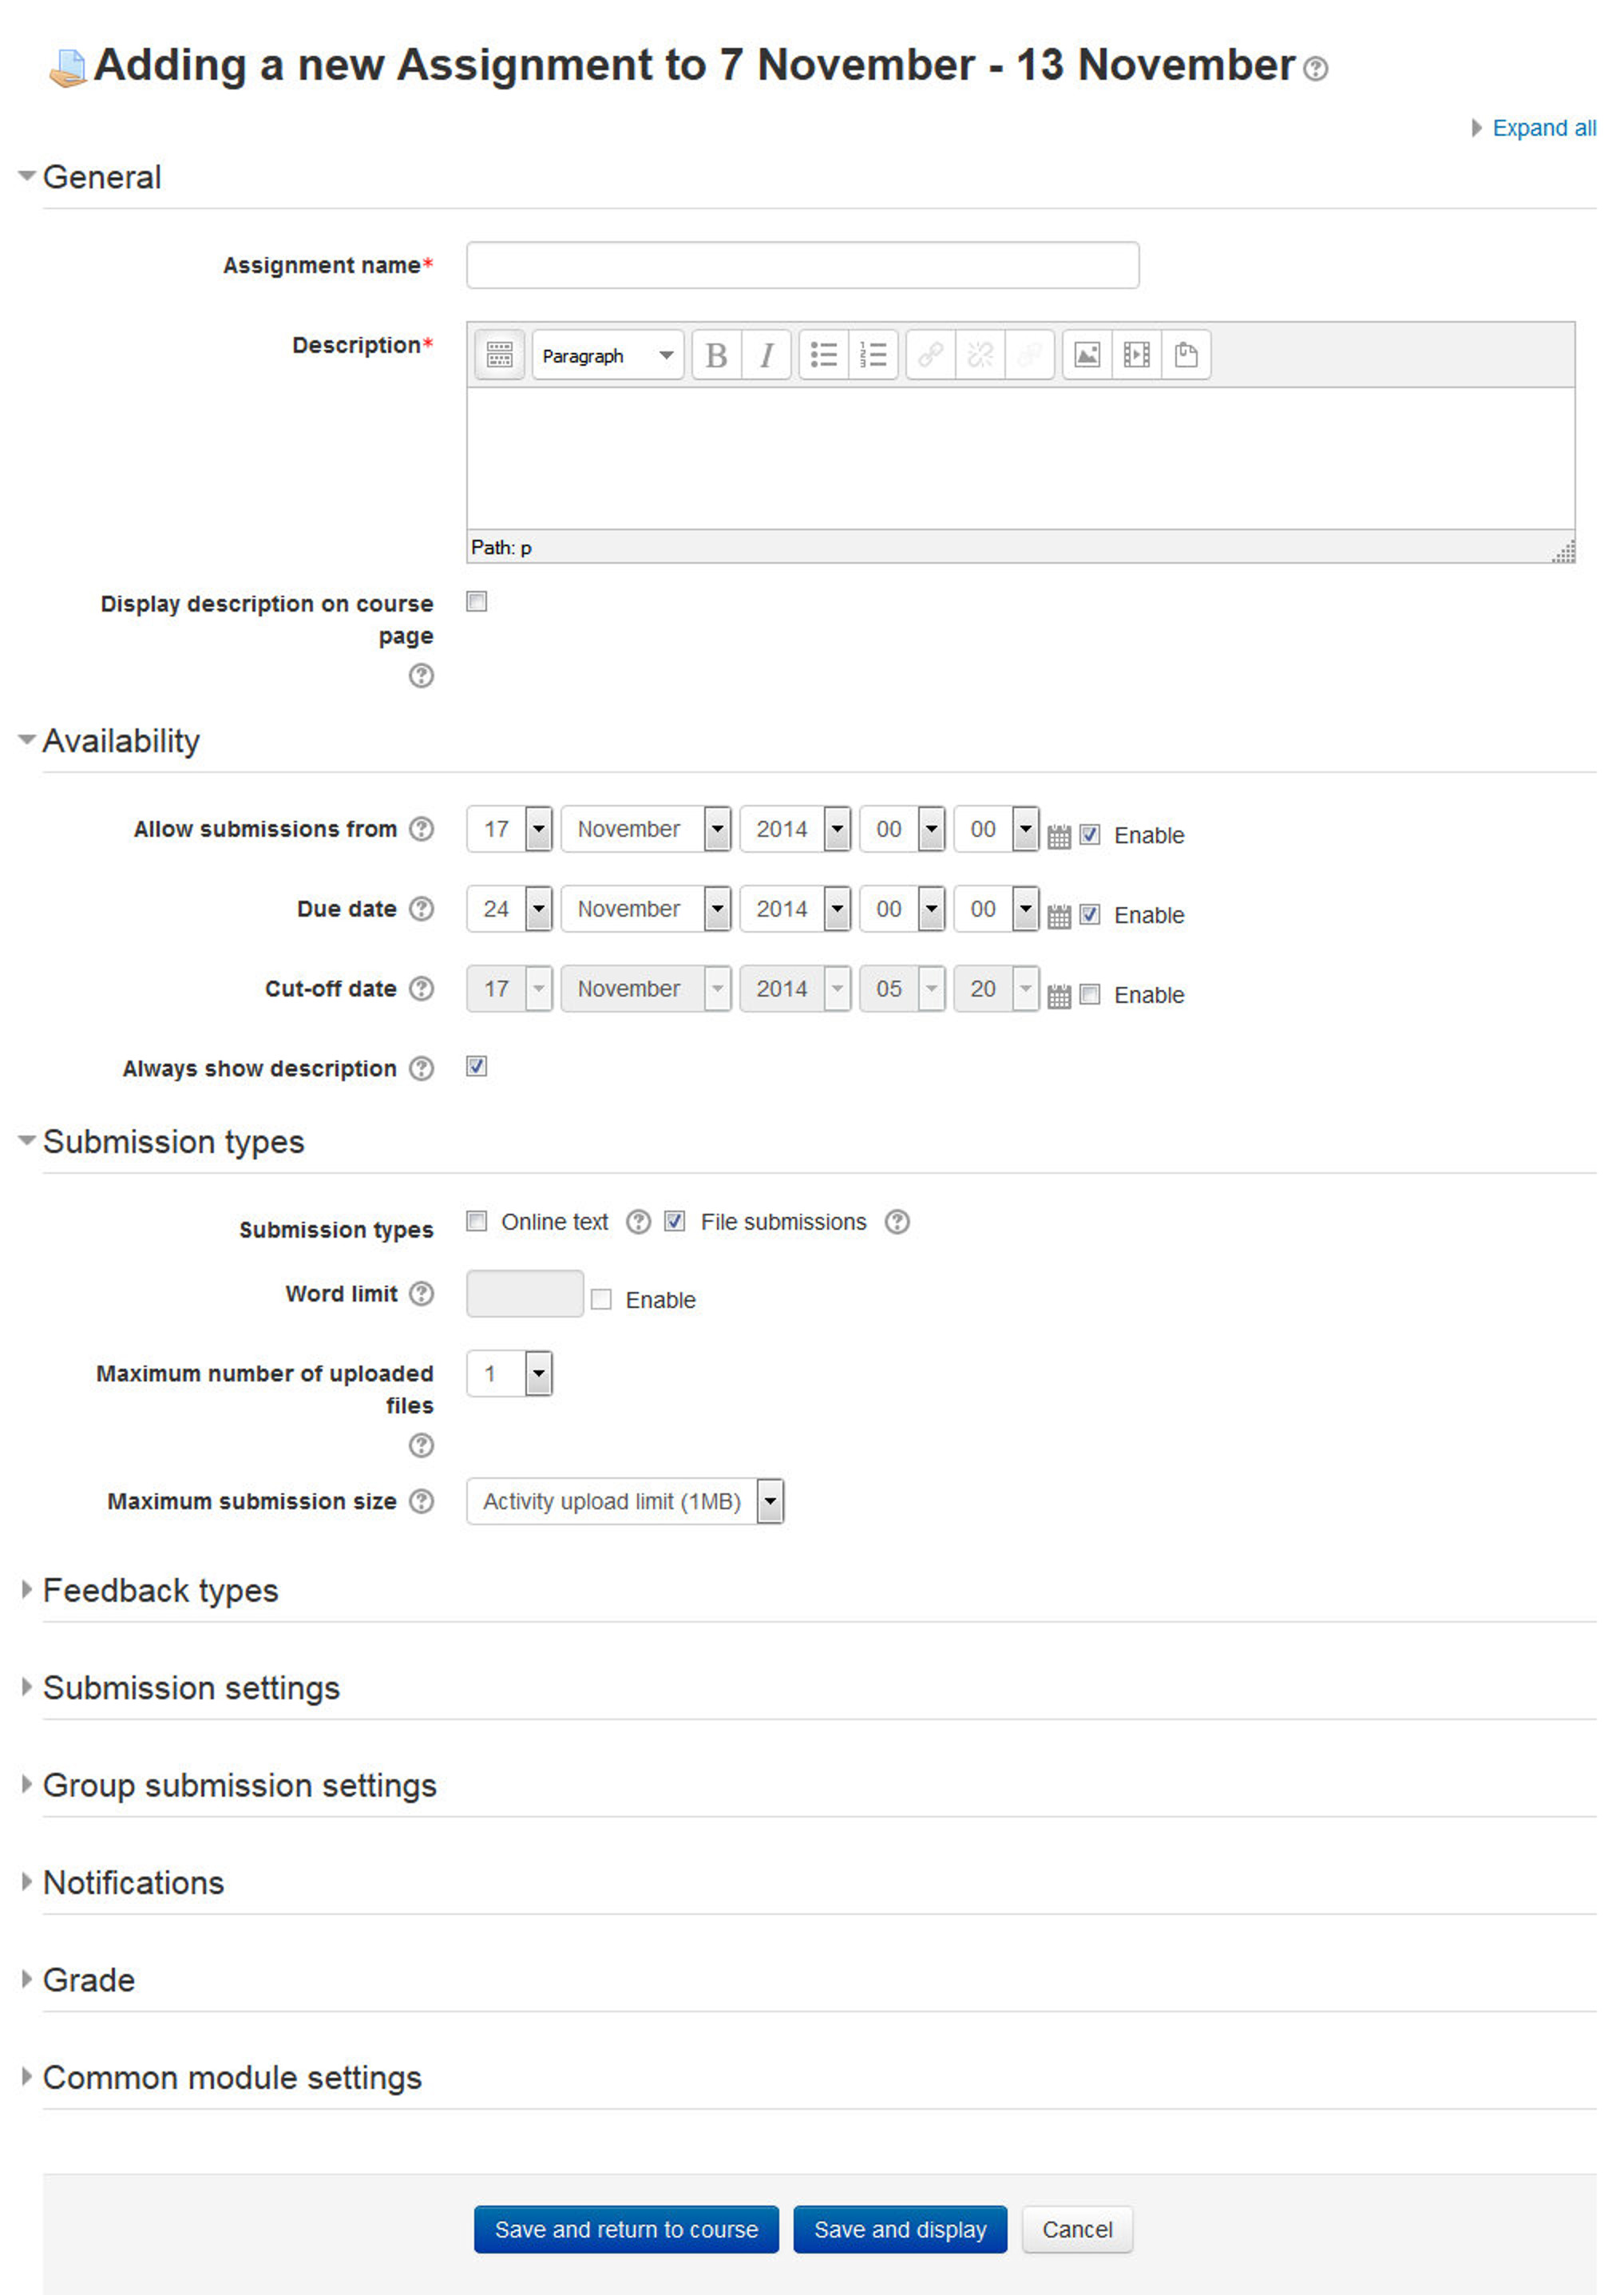 Adding a new Assignment to 7 November - 13 November
Expand all
General
Assignment name*
Description*
Paragraph
B I
Path: p
Display description on course
page
Availability
Allow submissions from 17 November 2014 00 00 Enable
Due date 24 November 2014 00 00 Enable
Cut-off date 17 November 2014 05 20 Enable
Always show description
Submission types
Submission types Online text File submissions
Word limit Enable
Maximum number of uploaded 1
files
Maximum submission size Activity upload limit (1MB)
Feedback types
Submission settings
Group submission settings
Notifications
Grade
Common module settings
Save and return to course Save and display Cancel